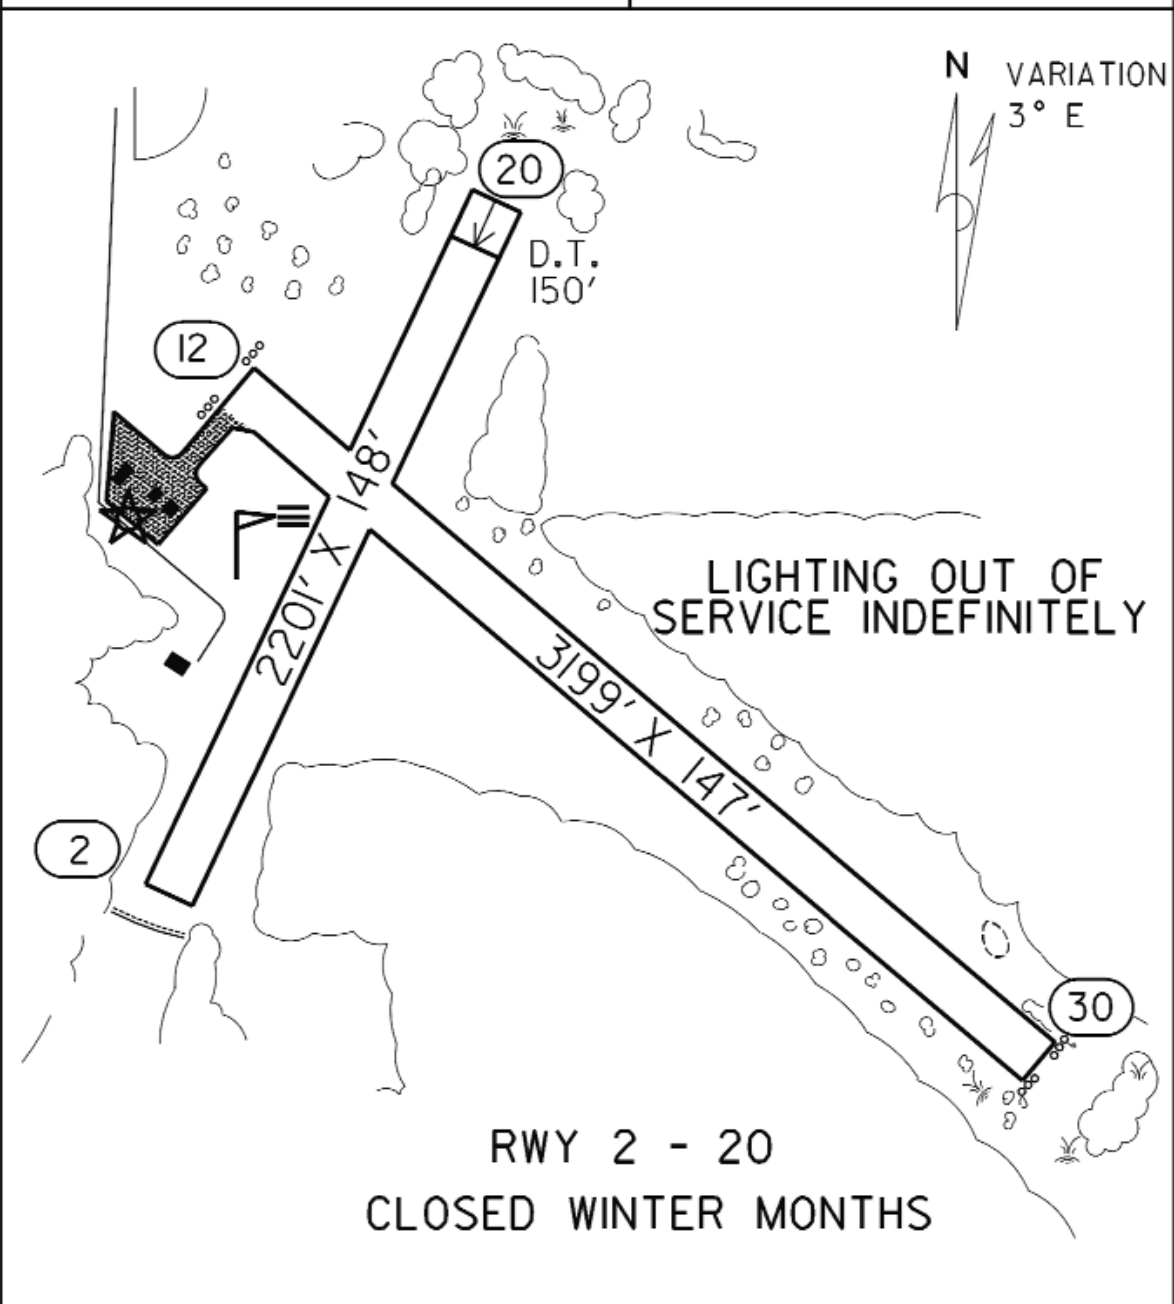 N
VARIATION
3° E
20
D.T.
150'
12
2201' X 148'
LIGHTING OUT OF
SERVICE INDEFINITELY
3199' X 147'
2
30
RWY 2 - 20
CLOSED WINTER MONTHS